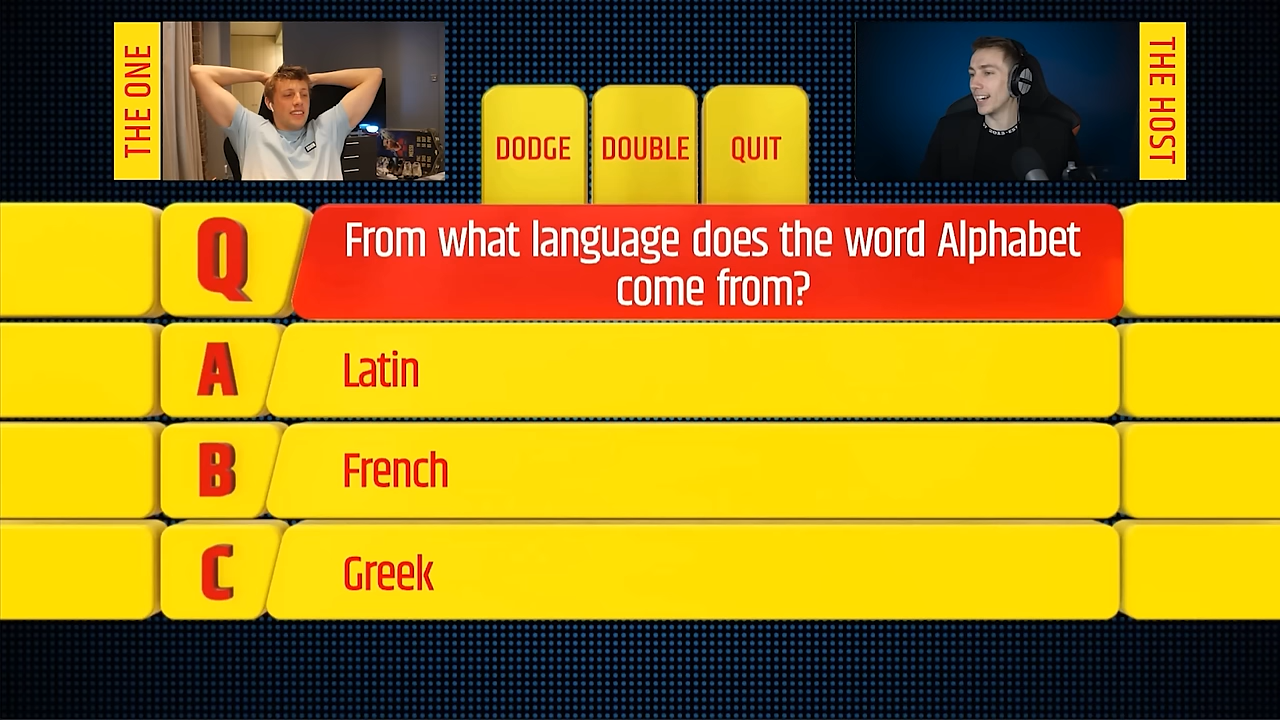 THE ONE
THE HOST
DODGE
DOUBLE
QUIT
Q
From what language does the word Alphabet
come from?
A
Latin
B
French
C
Greek